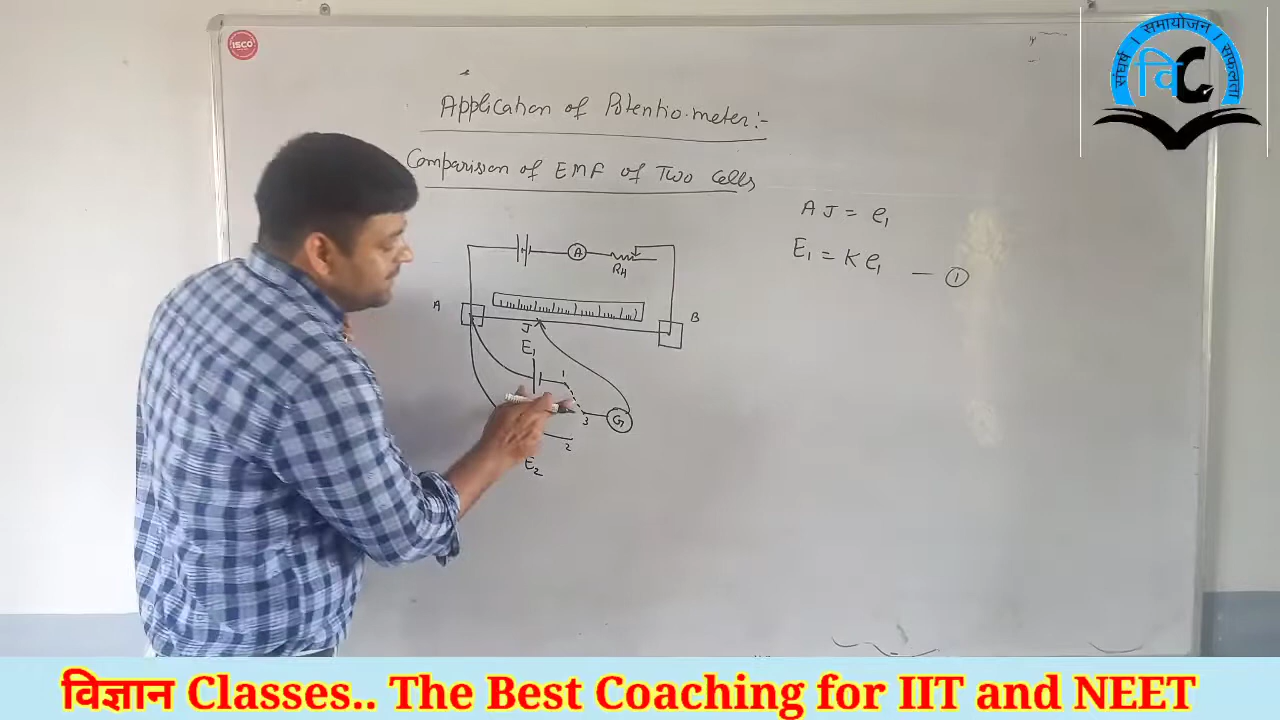 ISCO
संघर्ष । समायोजन । सफलता
वि C
Application of Potentio.meter:-
Comparision of EMF of Two Cells
AJ = e₁
E₁ = K e₁ — ①
A
R_H
A
B
J
E₁
1
3
G
2
E₂
विज्ञान Classes.. The Best Coaching for IIT and NEET